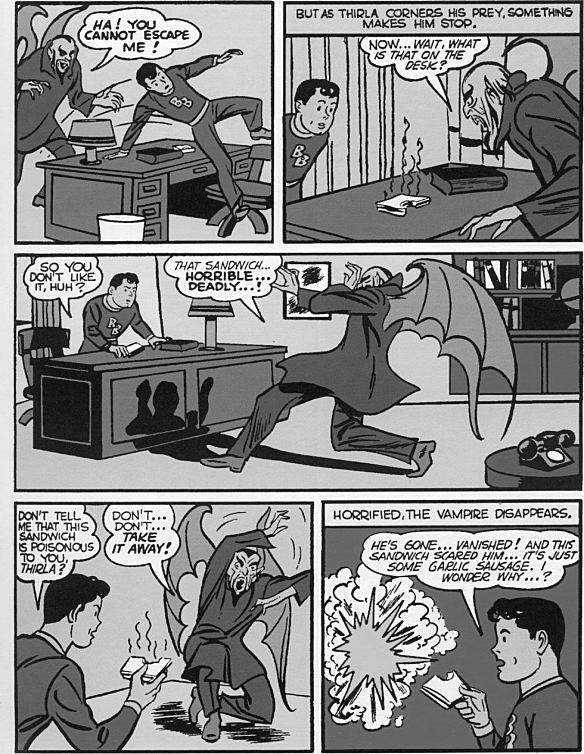 HA! YOU
CANNOT ESCAPE
ME!
BB
BUT AS THIRLA CORNERS HIS PREY, SOMETHING
MAKES HIM STOP.
NOW... WAIT, WHAT
IS THAT ON THE
DESK?
BB
SO YOU
DON'T LIKE
IT, HUH?
BB
THAT SANDWICH...
HORRIBLE...
DEADLY...!
DON'T TELL
ME THAT THIS
SANDWICH
IS POISONOUS
TO YOU,
THIRLA?
DON'T...
DON'T...
TAKE
IT AWAY!
HORRIFIED, THE VAMPIRE DISAPPEARS.
HE'S GONE... VANISHED! AND THIS
SANDWICH SCARED HIM... IT'S JUST
SOME GARLIC SAUSAGE. I
WONDER WHY...?